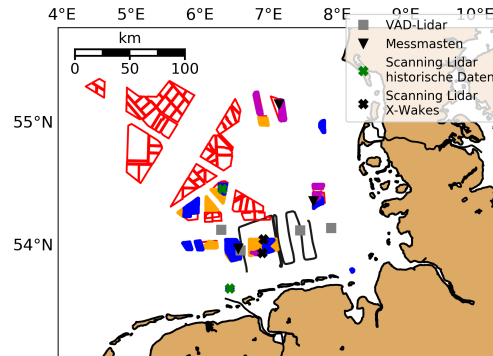 4°E 5°E 6°E 7°E 8°E 9°E 10°E
km
0 50 100
VAD-Lidar
Messmasten
Scanning Lidar
historische Daten
Scanning Lidar
X-Wakes
55°N
54°N